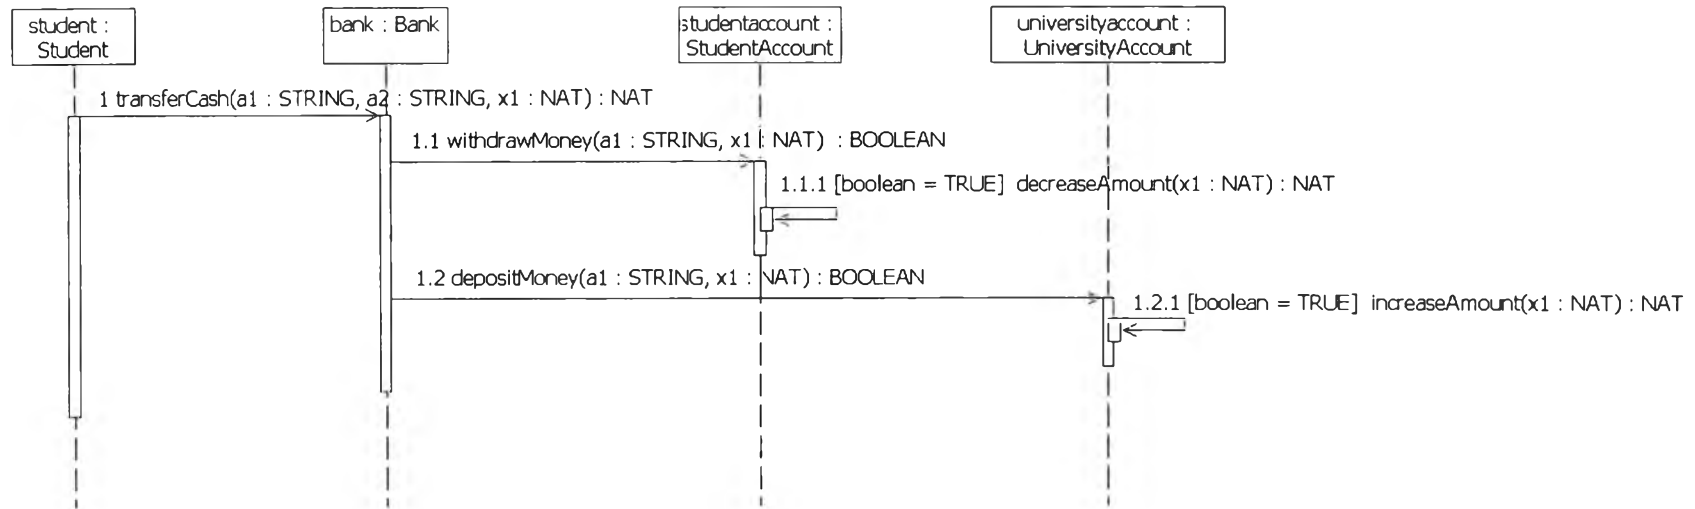 student :
Student
bank : Bank
studentaccount :
StudentAccount
universityaccount :
UniversityAccount
1 transferCash(a1 : STRING, a2 : STRING, x1 : NAT) : NAT
1.1 withdrawMoney(a1 : STRING, x1 : NAT) : BOOLEAN
1.1.1 [boolean = TRUE] decreaseAmount(x1 : NAT) : NAT
1.2 depositMoney(a1 : STRING, x1 : NAT) : BOOLEAN
1.2.1 [boolean = TRUE] increaseAmount(x1 : NAT) : NAT